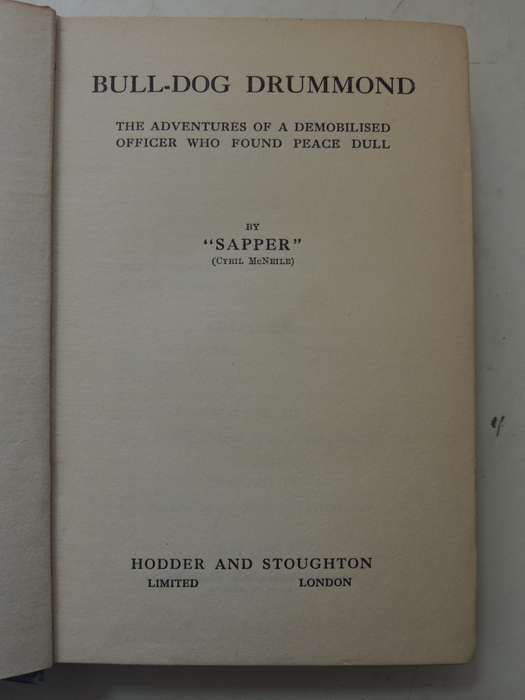 BULL-DOG DRUMMOND
THE ADVENTURES OF A DEMOBILISED
OFFICER WHO FOUND PEACE DULL
BY
"SAPPER"
(CYRIL McNEILE)
HODDER AND STOUGHTON
LIMITED LONDON